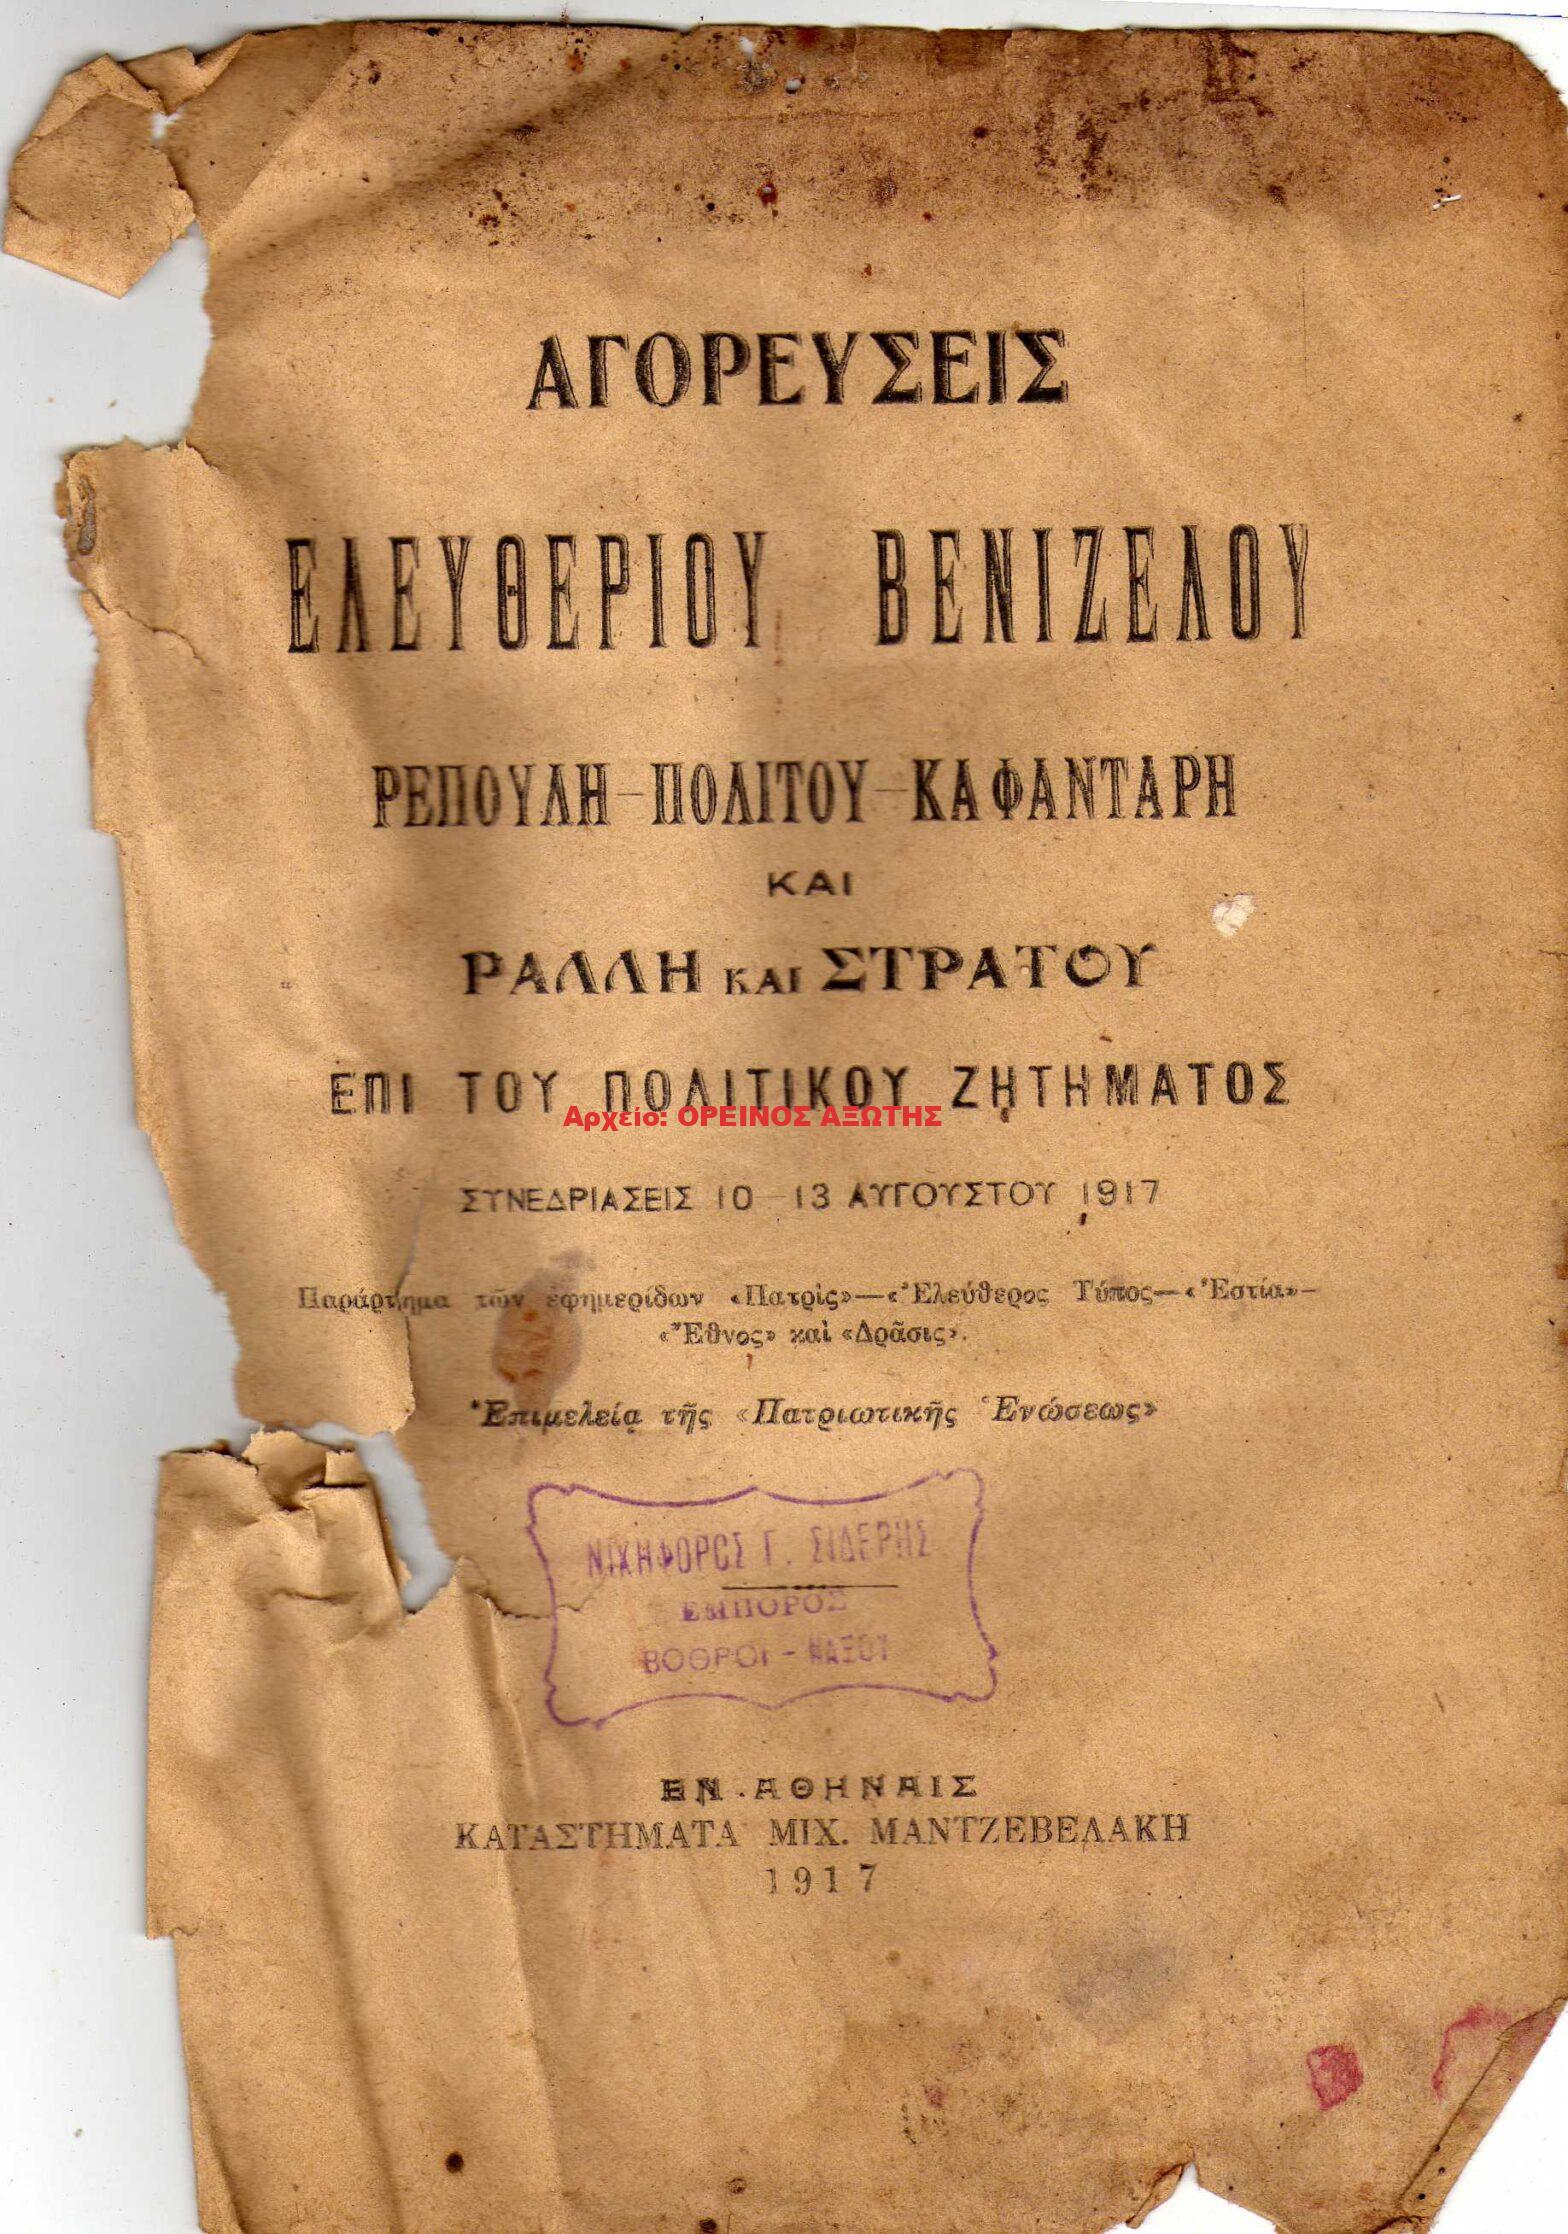 ΑΓΟΡΕΥΣΕΙΣ
ΕΛΕΥΘΕΡΙΟΥ ΒΕΝΙΖΕΛΟΥ
ΡΕΠΟΥΛΗ-ΠΟΛΙΤΟΥ-ΚΑΦΑΝΤΑΡΗ
ΚΑΙ
ΡΑΛΛΗ ΚΑΙ ΣΤΡΑΤΟΥ
ΕΠΙ ΤΟΥ ΠΟΛΙΤΙΚΟΥ ΖΗΤΗΜΑΤΟΣ
Αρχείο: ΟΡΕΙΝΟΣ ΑΞΩΤΗΣ
ΣΥΝΕΔΡΙΑΣΕΙΣ 10—13 ΑΥΓΟΥΣΤΟΥ 1917
Παράρτημα τῶν ἐφημερίδων «Πατρὶς»—«Ἐλεύθερος Τύπος—«Ἑστία»—
«Ἔθνος» καὶ «Δρᾶσις».
Ἐπιμελείᾳ τῆς «Πατριωτικῆς Ἑνώσεως»
ΝΙΚΗΦΟΡΟΣ Γ. ΣΙΔΕΡΗΣ
ΕΜΠΟΡΟΣ
ΒΟΘΡΟΙ - ΝΑΞΟΥ
ΕΝ ΑΘΗΝΑΙΣ
ΚΑΤΑΣΤΗΜΑΤΑ ΜΙΧ. ΜΑΝΤΖΕΒΕΛΑΚΗ
1917